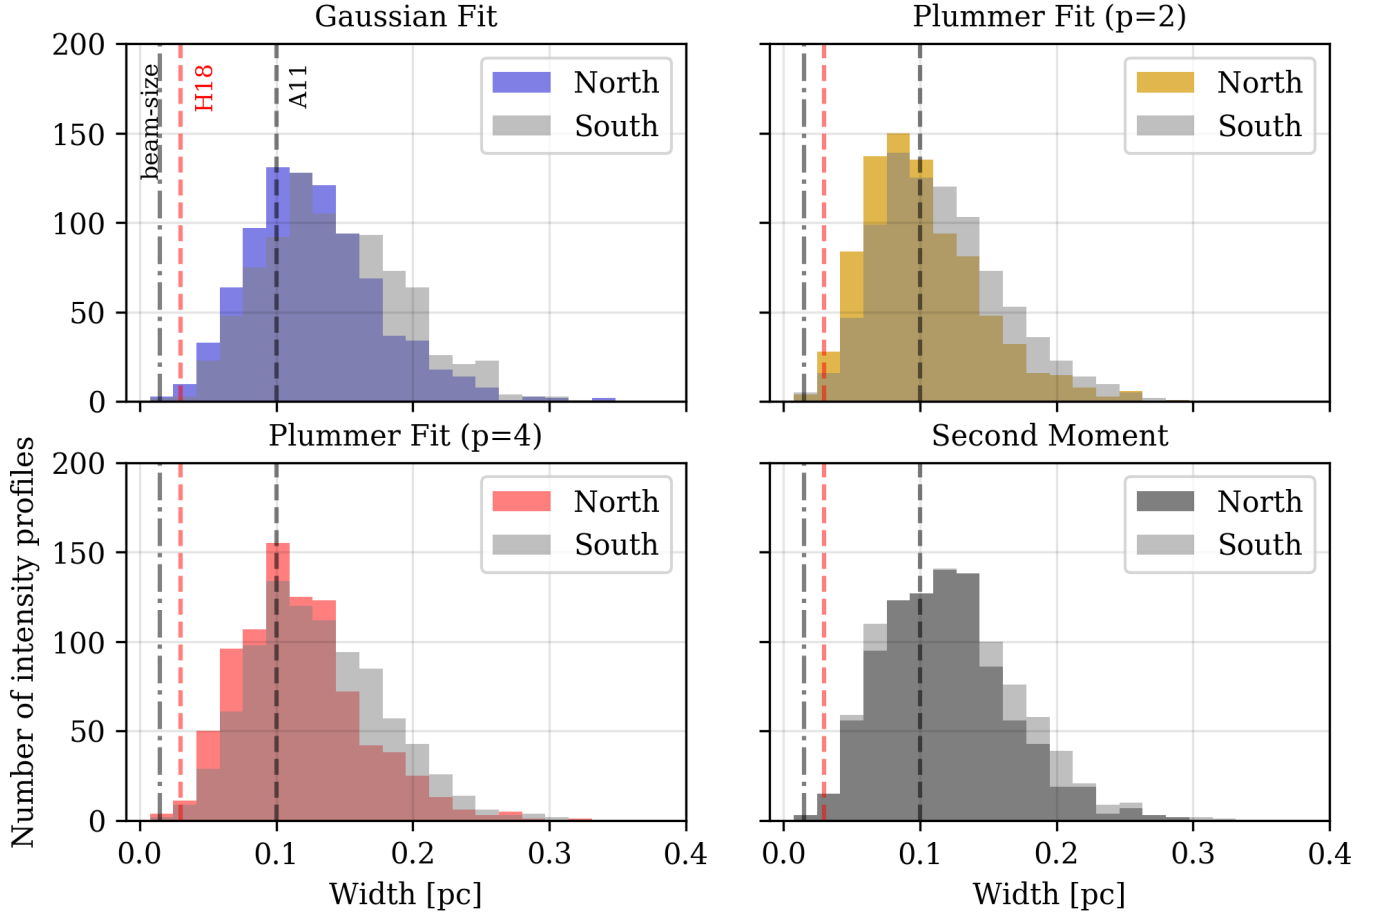 Gaussian Fit
Plummer Fit (p=2)
200
150
100
50
0
beam-size
H18
A11
North
South
North
South
Plummer Fit (p=4)
Second Moment
Number of intensity profiles
200
150
100
50
0
North
South
North
South
0.0
0.1
0.2
0.3
0.4
0.0
0.1
0.2
0.3
0.4
Width [pc]
Width [pc]